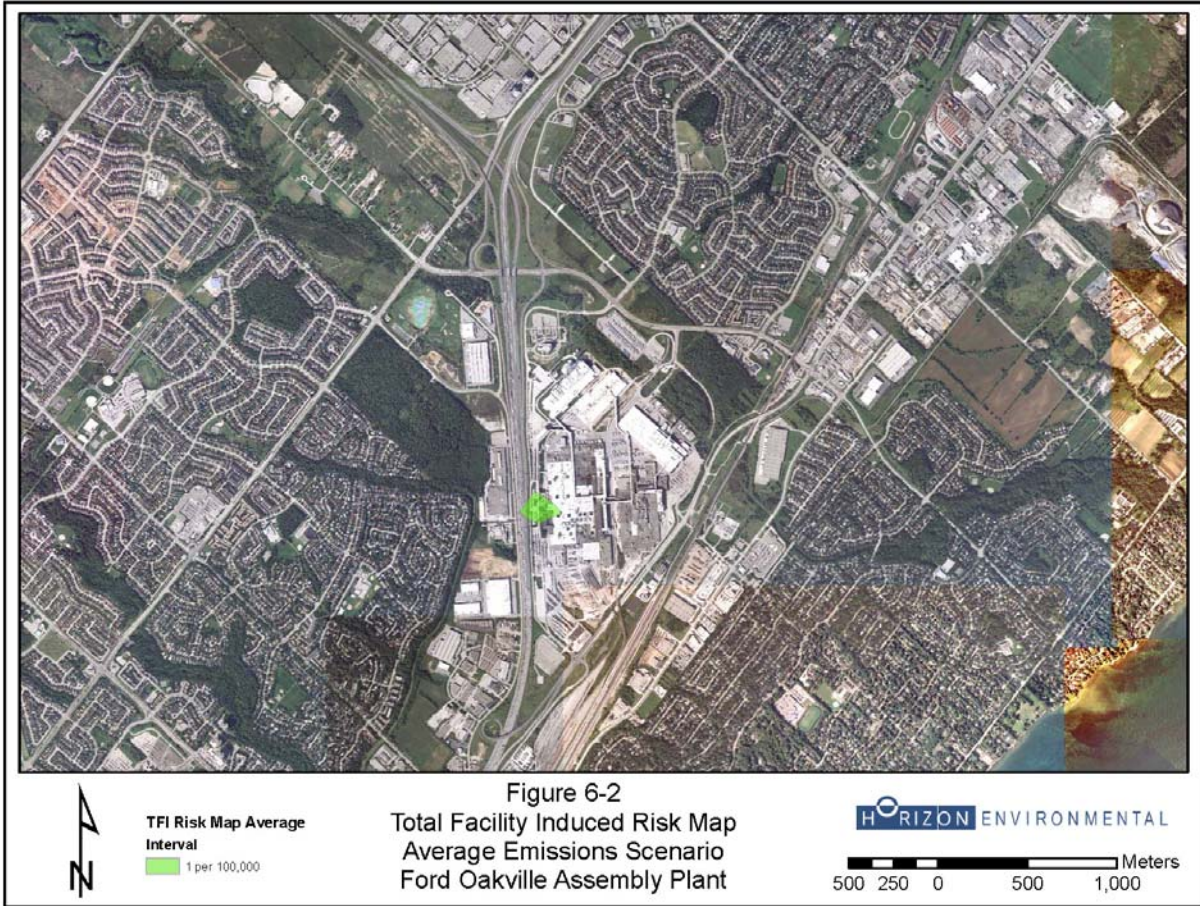 N
TFI Risk Map Average
Interval
1 per 100,000
Figure 6-2
Total Facility Induced Risk Map
Average Emissions Scenario
Ford Oakville Assembly Plant
HORIZON ENVIRONMENTAL
Meters
500 250 0 500 1,000